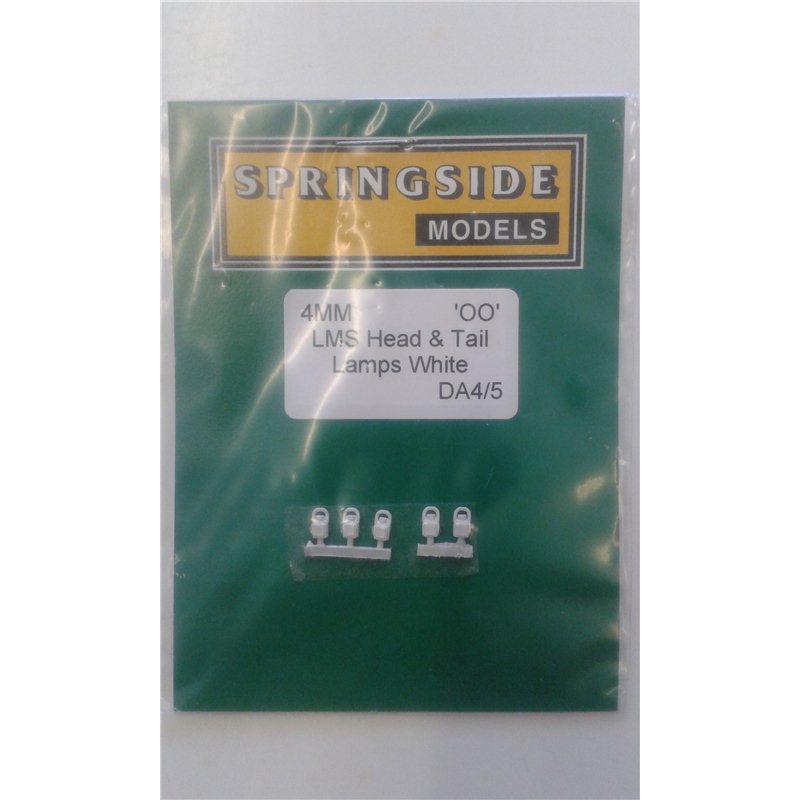 SPRINGSIDE
MODELS
4MM 'OO'
LMS Head & Tail
Lamps White
DA4/5